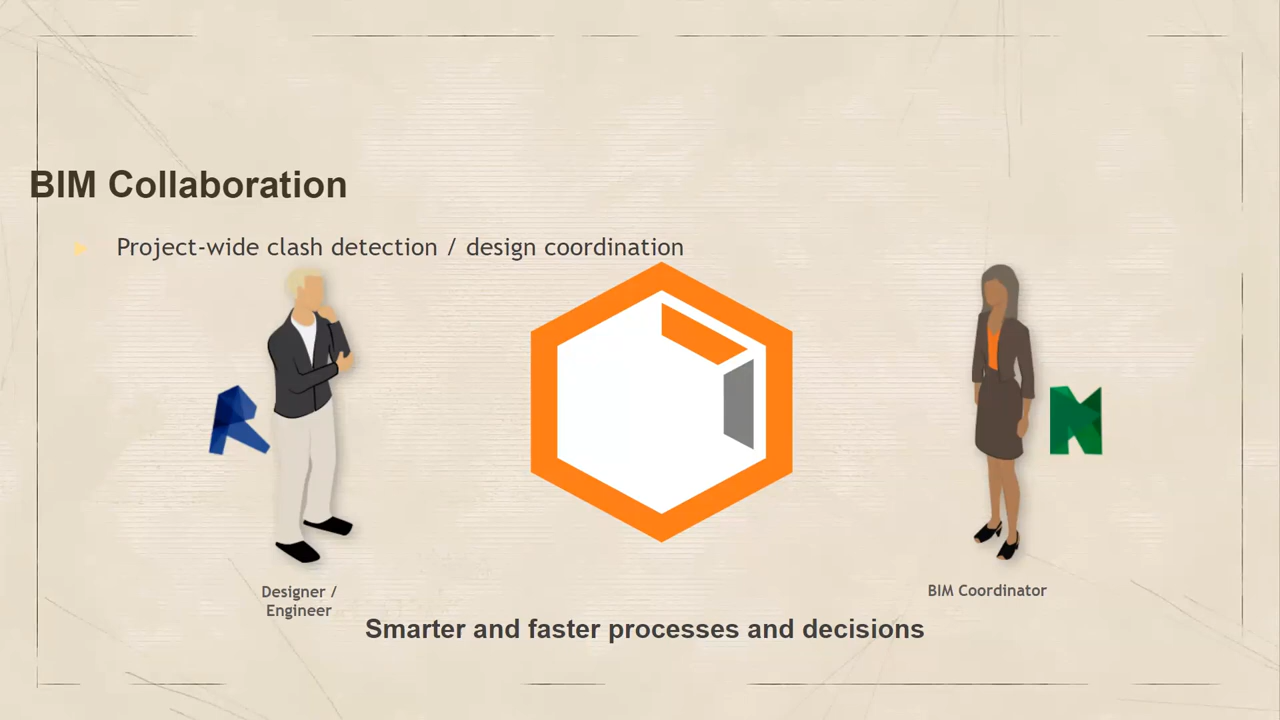 BIM Collaboration
Project-wide clash detection / design coordination
Designer /
Engineer
BIM Coordinator
Smarter and faster processes and decisions